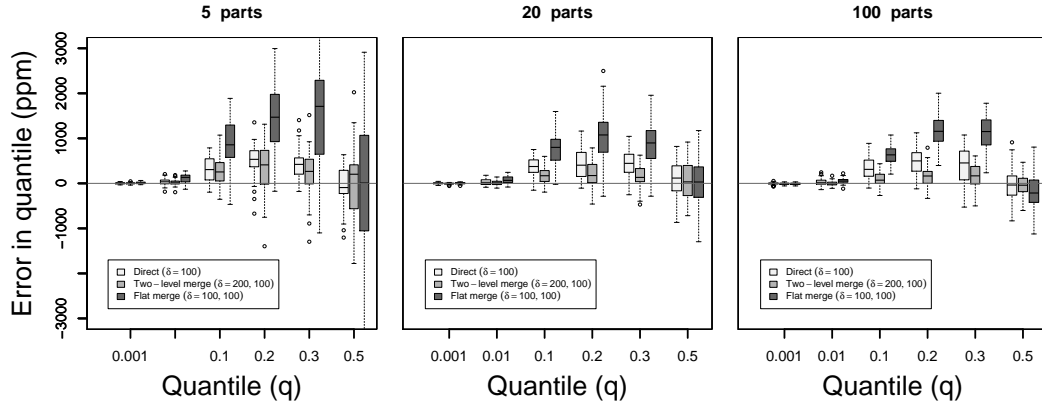 5 parts
20 parts
100 parts
Error in quantile (ppm)
3000
1000
0
-1000
-3000
Direct (δ = 100)
Two-level merge (δ = 200, 100)
Flat merge (δ = 100, 100)
0.001
0.1
0.2
0.3
0.5
Quantile (q)
Direct (δ = 100)
Two-level merge (δ = 200, 100)
Flat merge (δ = 100, 100)
0.001
0.01
0.1
0.2
0.3
0.5
Quantile (q)
Direct (δ = 100)
Two-level merge (δ = 200, 100)
Flat merge (δ = 100, 100)
0.001
0.01
0.1
0.2
0.3
0.5
Quantile (q)